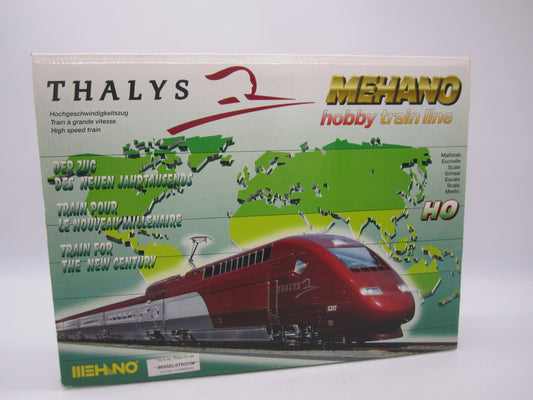 THALYS
Hochgeschwindigkeitszug
Train à grande vitesse
High speed train
MEHANO
hobby train line
Maßstab
Echelle
Scale
Schaal
Escala
Scala
Merilo
HO
DER ZUG
DES NEUEN JAHRTAUSENDS
TRAIN POUR
LE NOUVEAU MILLENAIRE
TRAIN FOR
THE NEW CENTURY
THALYS
4341
MEHANO
WISSELSTROOM